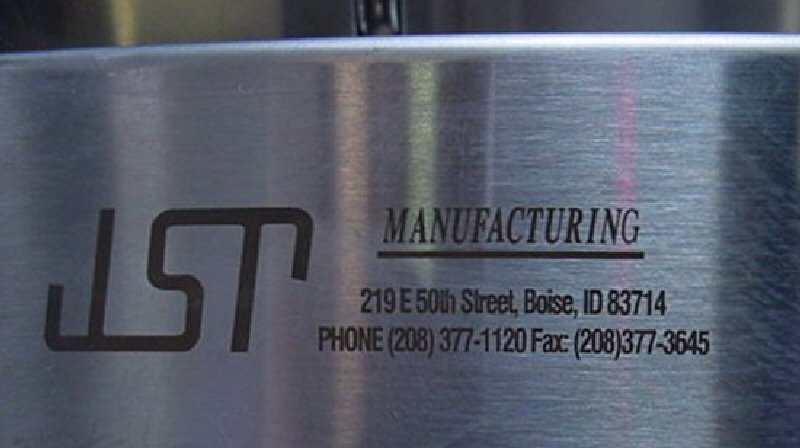 JST MANUFACTURING
219 E 50th Street, Boise, ID 83714
PHONE (208) 377-1120 Fax: (208)377-3645